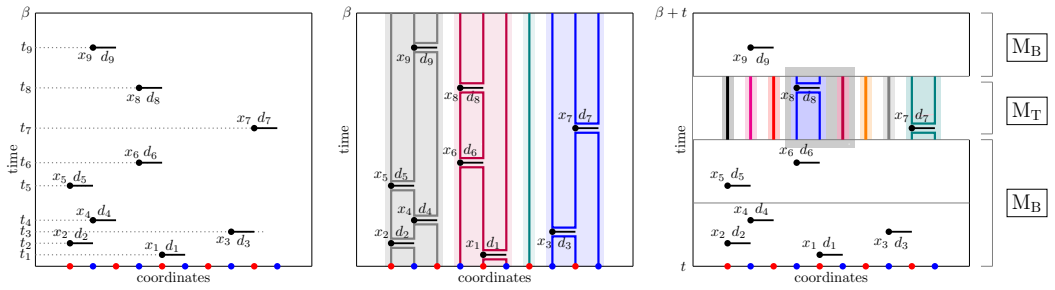 β
t₉
x₉ d₉
t₈
x₈ d₈
t₇
x₇ d₇
t₆
x₆ d₆
t₅
x₅ d₅
t₄
x₄ d₄
t₃
x₃ d₃
t₂
x₂ d₂
t₁
x₁ d₁
time
coordinates
β
x₉ d₉
x₈ d₈
x₇ d₇
x₆ d₆
x₅ d₅
x₄ d₄
x₃ d₃
x₂ d₂
x₁ d₁
time
coordinates
β + t
x₉ d₉
M_B
x₈ d₈
x₇ d₇
M_T
x₆ d₆
x₅ d₅
x₄ d₄
x₃ d₃
x₂ d₂
x₁ d₁
M_B
time
t
coordinates